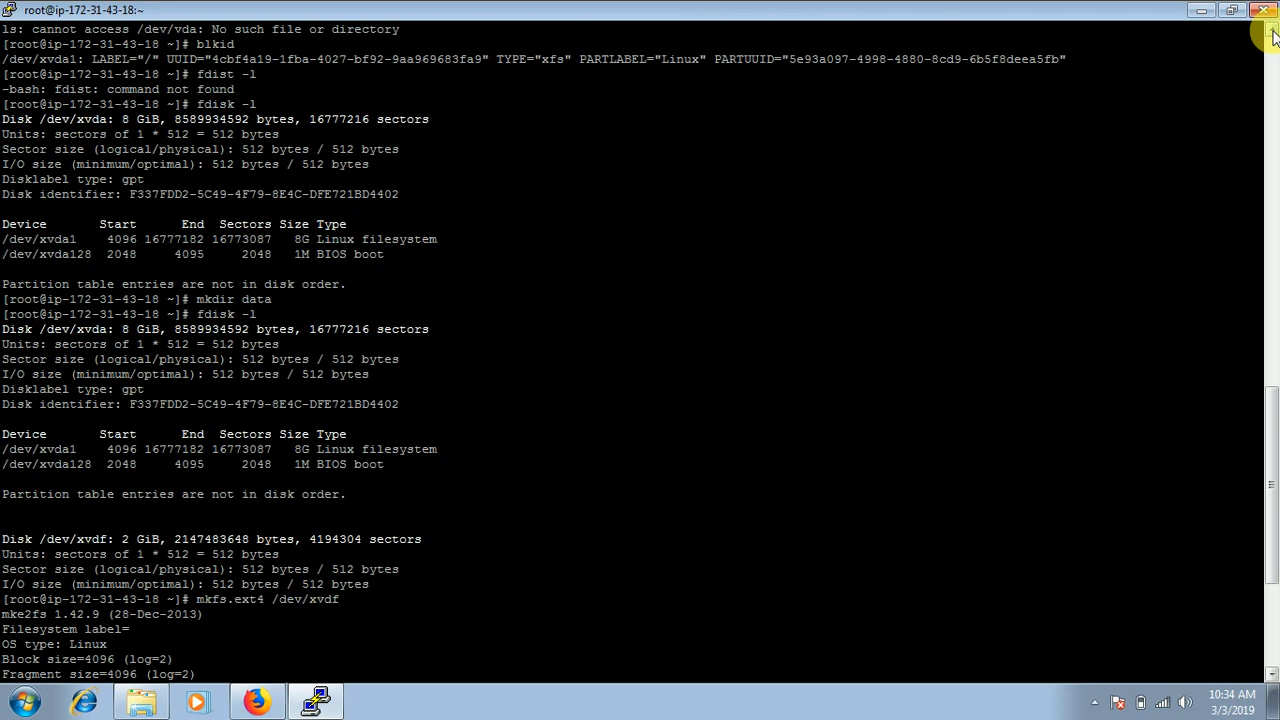 root@ip-172-31-43-18:~
ls: cannot access /dev/vda: No such file or directory
[root@ip-172-31-43-18 ~]# blkid
/dev/xvda1: LABEL="/" UUID="4cbf4a19-1fba-4027-bf92-9aa969683fa9" TYPE="xfs" PARTLABEL="Linux" PARTUUID="5e93a097-4998-4880-8cd9-6b5f8deea5fb"
[root@ip-172-31-43-18 ~]# fdist -l
-bash: fdist: command not found
[root@ip-172-31-43-18 ~]# fdisk -l
Disk /dev/xvda: 8 GiB, 8589934592 bytes, 16777216 sectors
Units: sectors of 1 * 512 = 512 bytes
Sector size (logical/physical): 512 bytes / 512 bytes
I/O size (minimum/optimal): 512 bytes / 512 bytes
Disklabel type: gpt
Disk identifier: F337FDD2-5C49-4F79-8E4C-DFE721BD4402
Device Start End Sectors Size Type
/dev/xvda1 4096 16777182 16773087 8G Linux filesystem
/dev/xvda128 2048 4095 2048 1M BIOS boot
Partition table entries are not in disk order.
[root@ip-172-31-43-18 ~]# mkdir data
[root@ip-172-31-43-18 ~]# fdisk -l
Disk /dev/xvda: 8 GiB, 8589934592 bytes, 16777216 sectors
Units: sectors of 1 * 512 = 512 bytes
Sector size (logical/physical): 512 bytes / 512 bytes
I/O size (minimum/optimal): 512 bytes / 512 bytes
Disklabel type: gpt
Disk identifier: F337FDD2-5C49-4F79-8E4C-DFE721BD4402
Device Start End Sectors Size Type
/dev/xvda1 4096 16777182 16773087 8G Linux filesystem
/dev/xvda128 2048 4095 2048 1M BIOS boot
Partition table entries are not in disk order.
Disk /dev/xvdf: 2 GiB, 2147483648 bytes, 4194304 sectors
Units: sectors of 1 * 512 = 512 bytes
Sector size (logical/physical): 512 bytes / 512 bytes
I/O size (minimum/optimal): 512 bytes / 512 bytes
[root@ip-172-31-43-18 ~]# mkfs.ext4 /dev/xvdf
mke2fs 1.42.9 (28-Dec-2013)
Filesystem label=
OS type: Linux
Block size=4096 (log=2)
Fragment size=4096 (log=2)
10:34 AM
3/3/2019